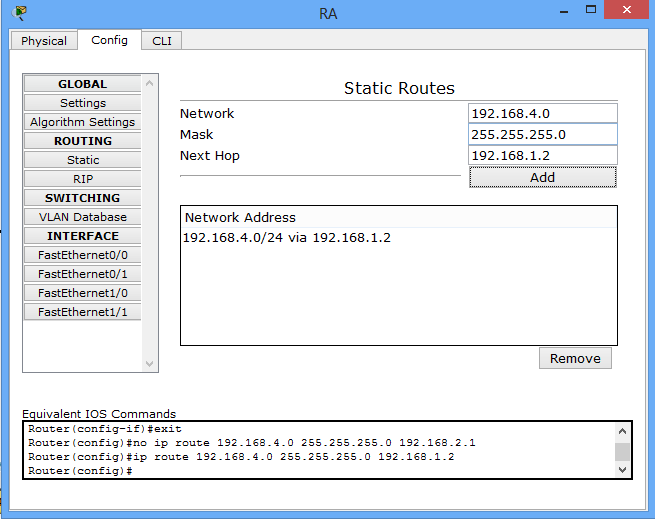 RA
Physical Config CLI
GLOBAL
Settings
Algorithm Settings
ROUTING
Static
RIP
SWITCHING
VLAN Database
INTERFACE
FastEthernet0/0
FastEthernet0/1
FastEthernet1/0
FastEthernet1/1
Static Routes
Network 192.168.4.0
Mask 255.255.255.0
Next Hop 192.168.1.2
Add
Network Address
192.168.4.0/24 via 192.168.1.2
Remove
Equivalent IOS Commands
Router(config-if)#exit
Router(config)#no ip route 192.168.4.0 255.255.255.0 192.168.2.1
Router(config)#ip route 192.168.4.0 255.255.255.0 192.168.1.2
Router(config)#